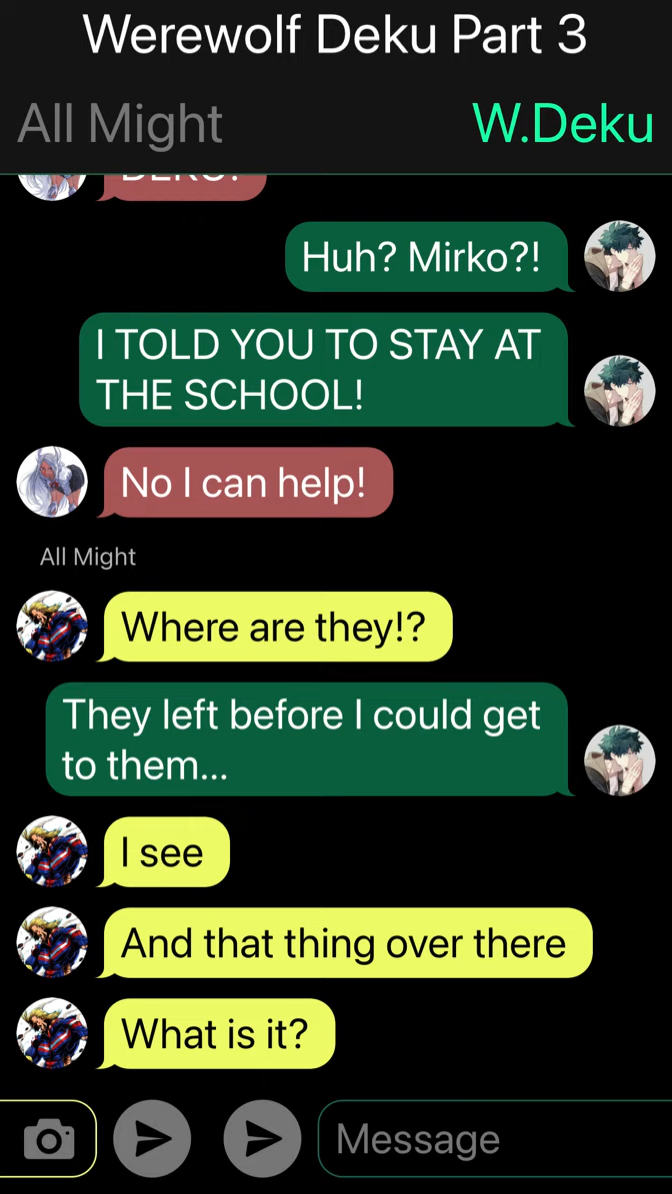 Werewolf Deku Part 3
All Might
W.Deku
Huh? Mirko?!
I TOLD YOU TO STAY AT
THE SCHOOL!
No I can help!
All Might
Where are they!?
They left before I could get
to them...
I see
And that thing over there
What is it?
Message